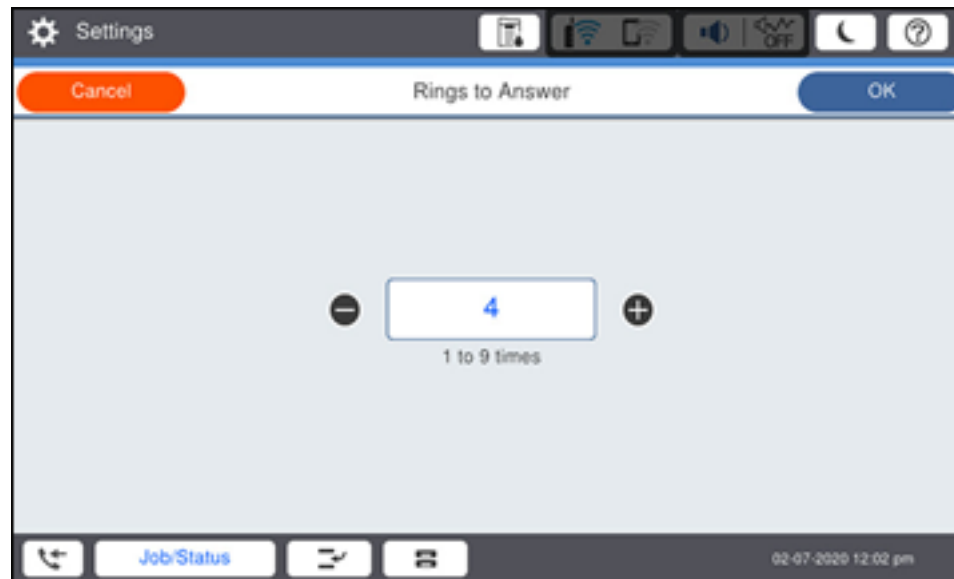 Settings
OFF
Cancel
Rings to Answer
OK
4
1 to 9 times
Job/Status
02-07-2020 12:02 pm